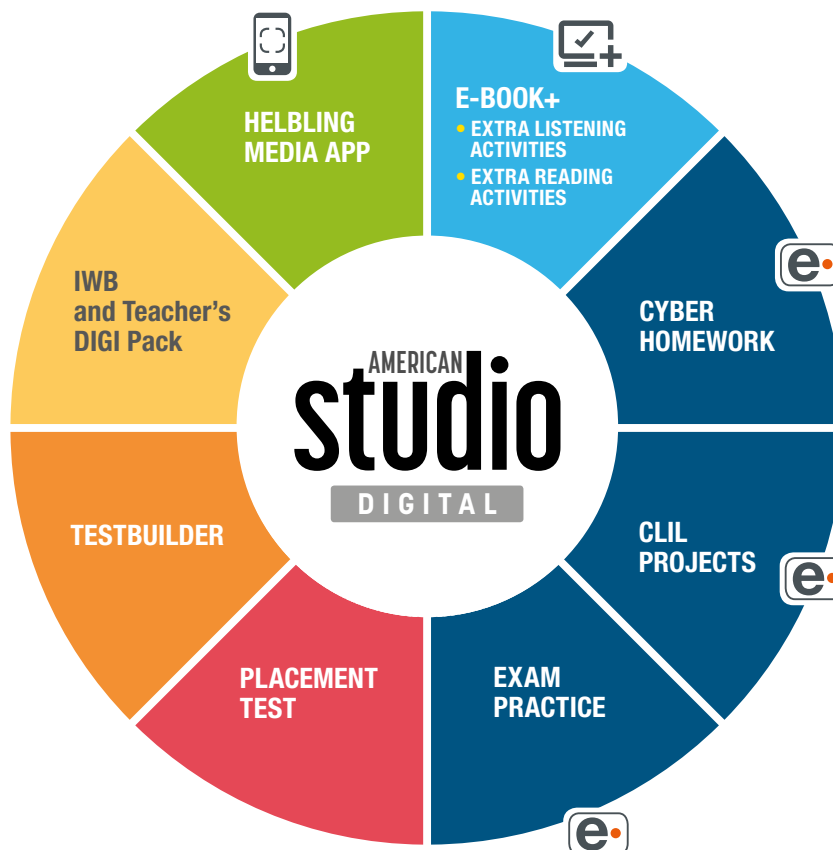 HELBLING
MEDIA APP
E-BOOK+
• EXTRA LISTENING
ACTIVITIES
• EXTRA READING
ACTIVITIES
e•
CYBER
HOMEWORK
IWB
and Teacher's
DIGI Pack
AMERICAN
studio
DIGITAL
TESTBUILDER
CLIL
PROJECTS
e•
PLACEMENT
TEST
EXAM
PRACTICE
e•